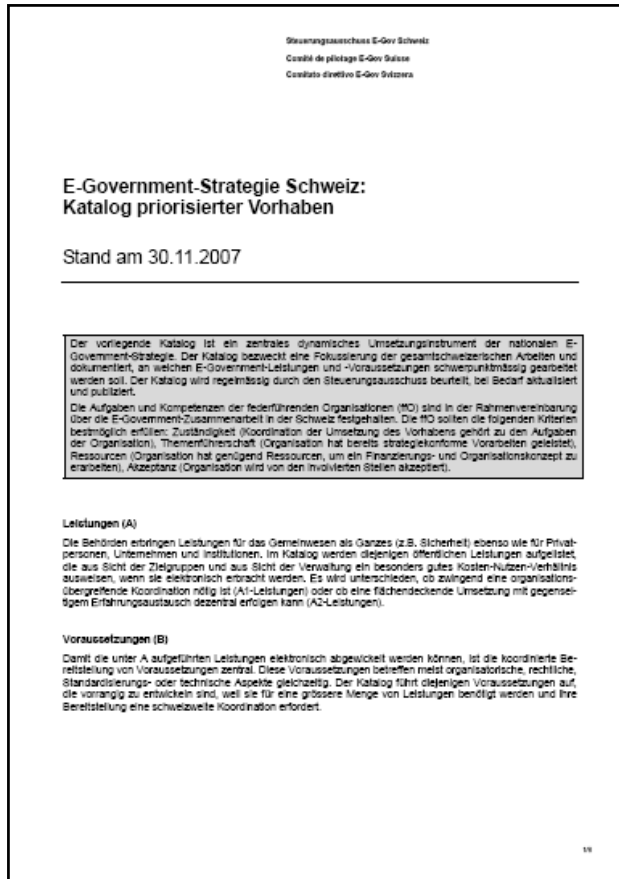 Steuerungsausschuss E-Gov Schweiz
Comité de pilotage E-Gov Suisse
Comitato direttivo E-Gov Svizzera
E-Government-Strategie Schweiz:
Katalog priorisierter Vorhaben
Stand am 30.11.2007
Der vorliegende Katalog ist ein zentrales dynamisches Umsetzungsinstrument der nationalen E-
Government-Strategie. Der Katalog bezweckt eine Fokussierung der gesamtschweizerischen Arbeiten und
dokumentiert, an welchen E-Government-Leistungen und -Voraussetzungen schwerpunktmässig gearbeitet
werden soll. Der Katalog wird regelmässig durch den Steuerungsausschuss beurteilt, bei Bedarf aktualisiert
und publiziert.
Die Aufgaben und Kompetenzen der federführenden Organisationen (ffO) sind in der Rahmenvereinbarung
über die E-Government-Zusammenarbeit in der Schweiz festgehalten. Die ffO sollten die folgenden Kriterien
bestmöglich erfüllen: Zuständigkeit (Koordination der Umsetzung des Vorhabens gehört zu den Aufgaben
der Organisation), Themenführerschaft (Organisation hat bereits strategiekonforme Vorarbeiten geleistet),
Ressourcen (Organisation hat genügend Ressourcen, um ein Finanzierungs- und Organisationskonzept zu
erarbeiten), Akzeptanz (Organisation wird von den involvierten Stellen akzeptiert).
Leistungen (A)
Die Behörden erbringen Leistungen für das Gemeinwesen als Ganzes (z.B. Sicherheit) ebenso wie für Privat-
personen, Unternehmen und Institutionen. Im Katalog werden diejenigen öffentlichen Leistungen aufgelistet,
die aus Sicht der Zielgruppen und aus Sicht der Verwaltung ein besonders gutes Kosten-Nutzen-Verhältnis
ausweisen, wenn sie elektronisch erbracht werden. Es wird unterschieden, ob zwingend eine organisations-
übergreifende Koordination nötig ist (A1-Leistungen) oder ob eine flächendeckende Umsetzung mit gegensei-
tigem Erfahrungsaustausch dezentral erfolgen kann (A2-Leistungen).
Voraussetzungen (B)
Damit die unter A aufgeführten Leistungen elektronisch abgewickelt werden können, ist die koordinierte Be-
reitstellung von Voraussetzungen zentral. Diese Voraussetzungen betreffen meist organisatorische, rechtliche,
Standardisierungs- oder technische Aspekte gleichzeitig. Der Katalog führt diejenigen Voraussetzungen auf,
die vorrangig zu entwickeln sind, weil sie für eine grössere Menge von Leistungen benötigt werden und ihre
Bereitstellung eine schweizweite Koordination erfordert.